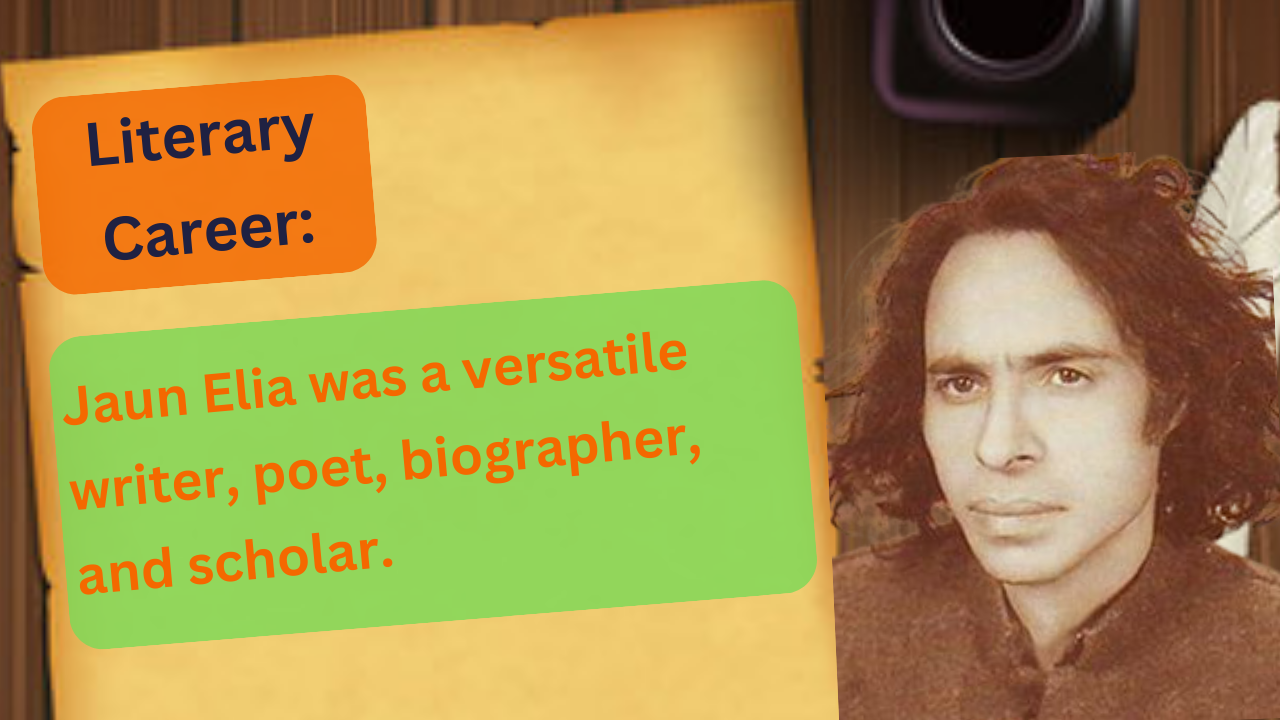 Literary
Career:
Jaun Elia was a versatile
writer, poet, biographer,
and scholar.